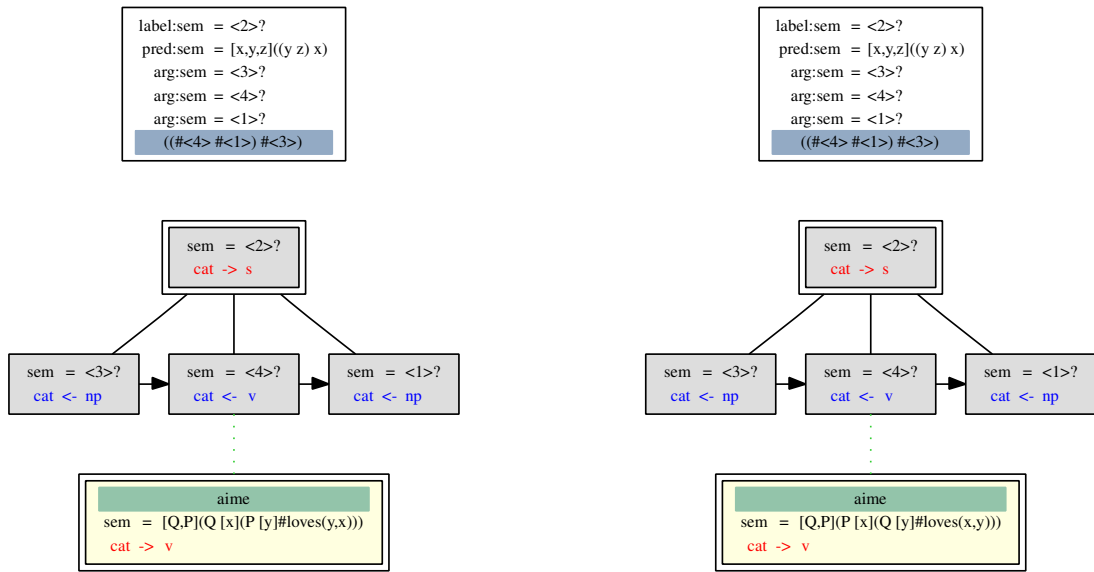 label:sem = <2>?
pred:sem = [x,y,z]((y z) x)
arg:sem = <3>?
arg:sem = <4>?
arg:sem = <1>?
((#<4> #<1>) #<3>)
sem = <2>?
cat -> s
sem = <3>?
cat <- np
sem = <4>?
cat <- v
sem = <1>?
cat <- np
aime
sem = [Q,P](Q [x](P [y]#loves(y,x)))
cat -> v
label:sem = <2>?
pred:sem = [x,y,z]((y z) x)
arg:sem = <3>?
arg:sem = <4>?
arg:sem = <1>?
((#<4> #<1>) #<3>)
sem = <2>?
cat -> s
sem = <3>?
cat <- np
sem = <4>?
cat <- v
sem = <1>?
cat <- np
aime
sem = [Q,P](P [x](Q [y]#loves(x,y)))
cat -> v